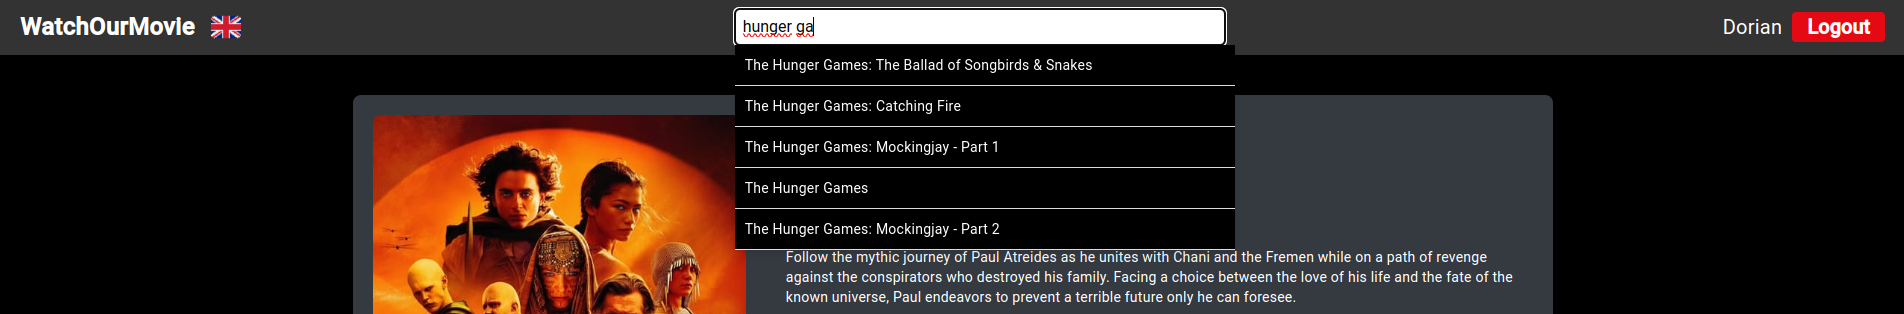 WatchOurMovie
hunger ga
Dorian
Logout
The Hunger Games: The Ballad of Songbirds & Snakes
The Hunger Games: Catching Fire
The Hunger Games: Mockingjay - Part 1
The Hunger Games
The Hunger Games: Mockingjay - Part 2
Follow the mythic journey of Paul Atreides as he unites with Chani and the Fremen while on a path of revenge
against the conspirators who destroyed his family. Facing a choice between the love of his life and the fate of the
known universe, Paul endeavors to prevent a terrible future only he can foresee.